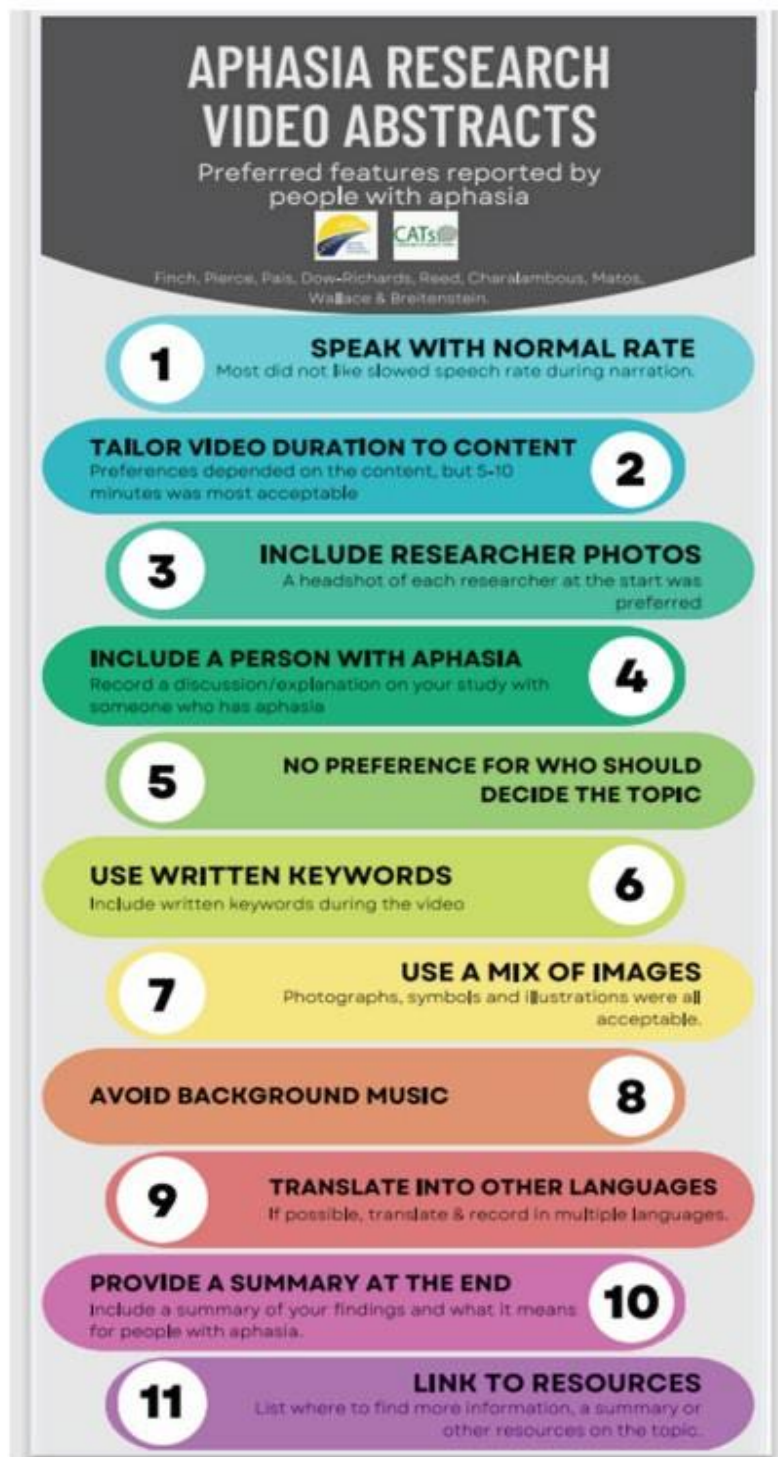 APHASIA RESEARCH
VIDEO ABSTRACTS
Preferred features reported by
people with aphasia
CATs
Finch, Pierce, Pais, Dow-Richards, Reed, Charalambous, Matos,
Wallace & Breitenstein.
1
SPEAK WITH NORMAL RATE
Most did not like slowed speech rate during narration.
TAILOR VIDEO DURATION TO CONTENT
Preferences depended on the content, but 5-10
minutes was most acceptable
2
3
INCLUDE RESEARCHER PHOTOS
A headshot of each researcher at the start was
preferred
INCLUDE A PERSON WITH APHASIA
Record a discussion/explanation on your study with
someone who has aphasia
4
5
NO PREFERENCE FOR WHO SHOULD
DECIDE THE TOPIC
USE WRITTEN KEYWORDS
Include written keywords during the video
6
7
USE A MIX OF IMAGES
Photographs, symbols and illustrations were all
acceptable.
AVOID BACKGROUND MUSIC
8
9
TRANSLATE INTO OTHER LANGUAGES
If possible, translate & record in multiple languages.
PROVIDE A SUMMARY AT THE END
Include a summary of your findings and what it means
for people with aphasia.
10
11
LINK TO RESOURCES
List where to find more information, a summary or
other resources on the topic.